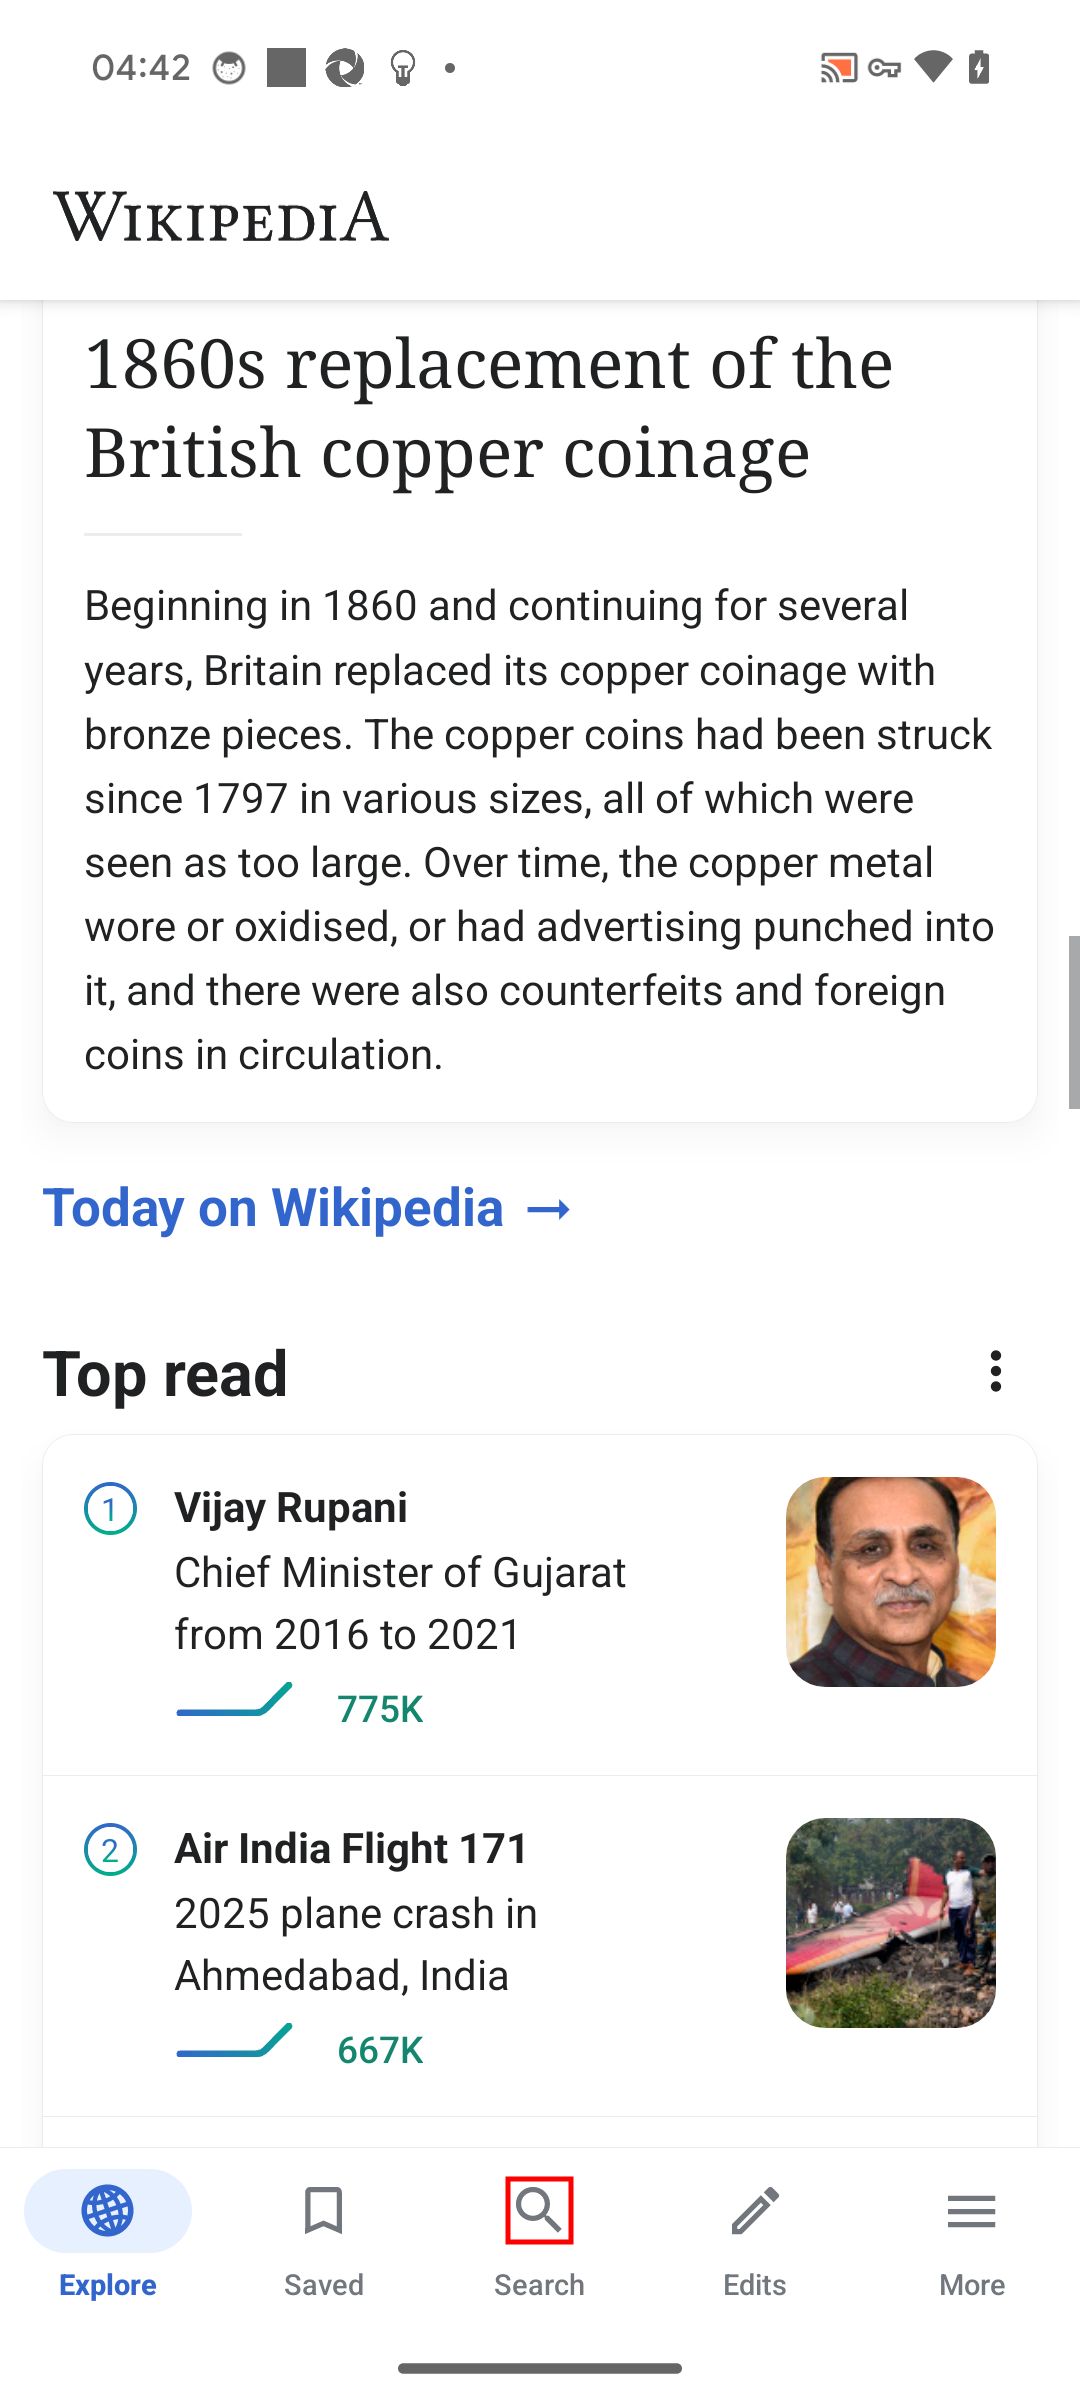 04:42
WIKIPEDIA
1860s replacement of the
British copper coinage
Beginning in 1860 and continuing for several
years, Britain replaced its copper coinage with
bronze pieces. The copper coins had been struck
since 1797 in various sizes, all of which were
seen as too large. Over time, the copper metal
wore or oxidised, or had advertising punched into
it, and there were also counterfeits and foreign
coins in circulation.
Today on Wikipedia →
Top read
1 Vijay Rupani
Chief Minister of Gujarat
from 2016 to 2021
775K
2 Air India Flight 171
2025 plane crash in
Ahmedabad, India
667K
Explore Saved Search Edits More